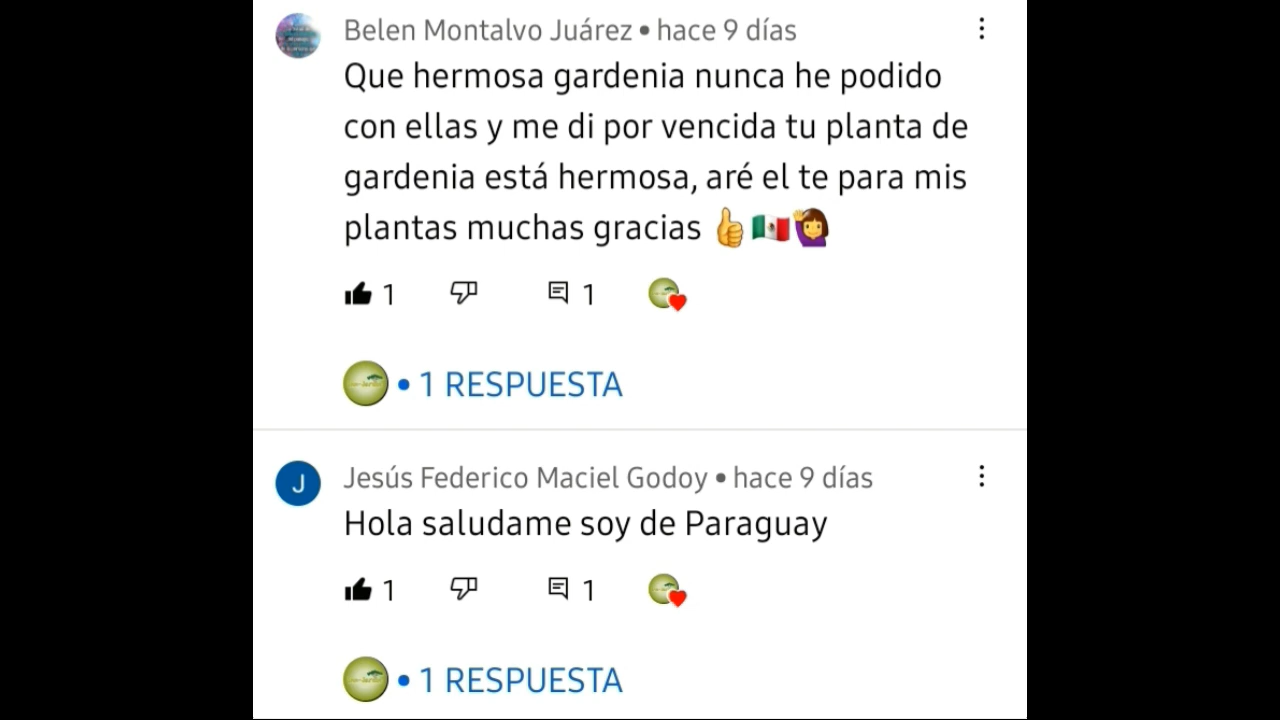 Belen Montalvo Juárez • hace 9 días
Que hermosa gardenia nunca he podido
con ellas y me di por vencida tu planta de
gardenia está hermosa, aré el te para mis
plantas muchas gracias 👍🇲🇽🙋‍♀️
1 1
• 1 RESPUESTA
J
Jesús Federico Maciel Godoy • hace 9 días
Hola saludame soy de Paraguay
1 1
• 1 RESPUESTA